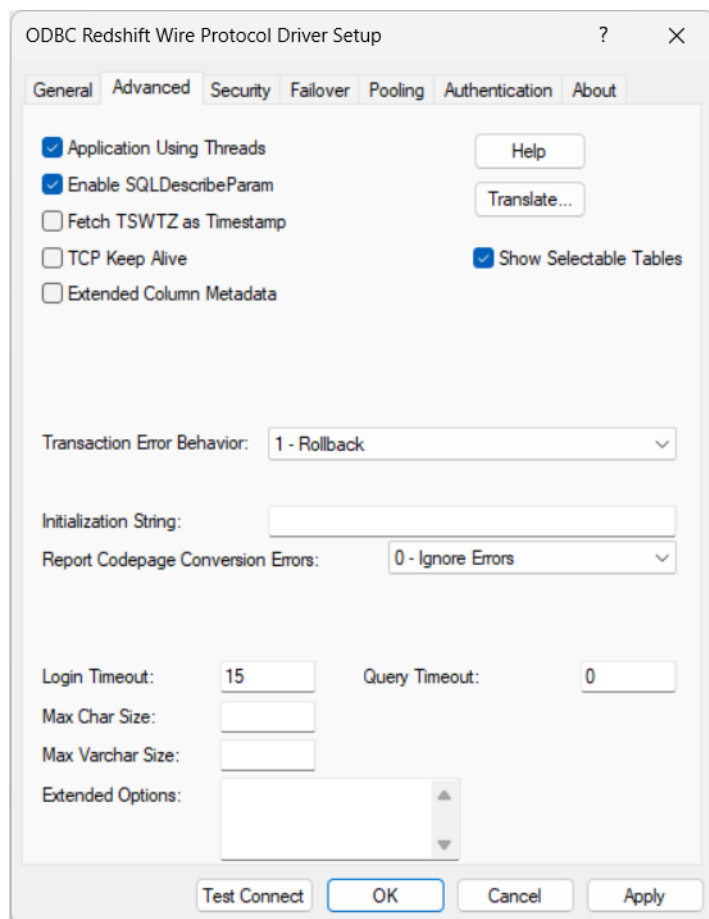 ODBC Redshift Wire Protocol Driver Setup ?
General Advanced Security Failover Pooling Authentication About
Application Using Threads Help
Enable SQLDescribeParam
Translate...
Fetch TSWTZ as Timestamp
TCP Keep Alive Show Selectable Tables
Extended Column Metadata
Transaction Error Behavior: 1 - Rollback
Initialization String:
Report Codepage Conversion Errors: 0 - Ignore Errors
Login Timeout: 15 Query Timeout: 0
Max Char Size:
Max Varchar Size:
Extended Options:
Test Connect OK Cancel Apply